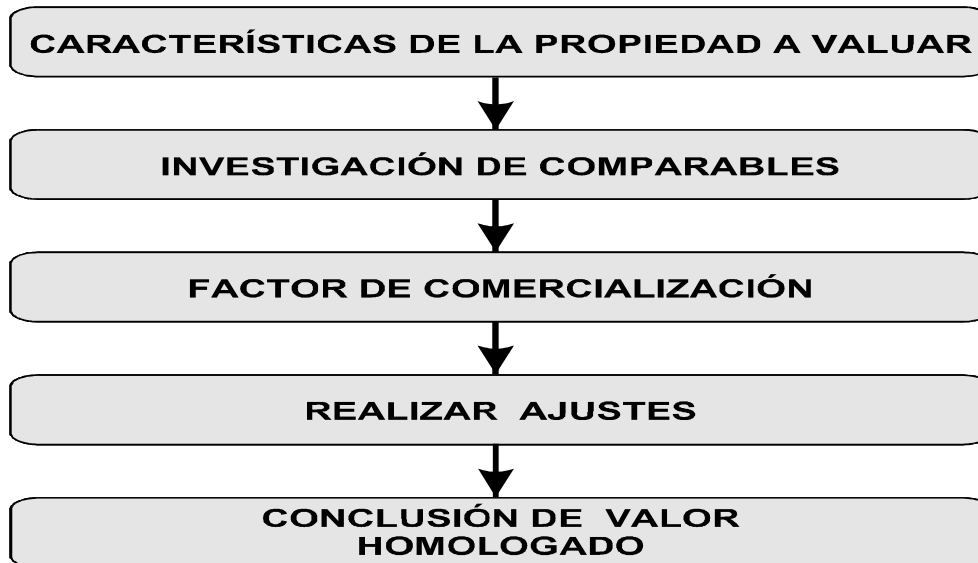 CARACTERÍSTICAS DE LA PROPIEDAD A VALUAR
INVESTIGACIÓN DE COMPARABLES
FACTOR DE COMERCIALIZACIÓN
REALIZAR AJUSTES
CONCLUSIÓN DE VALOR
HOMOLOGADO